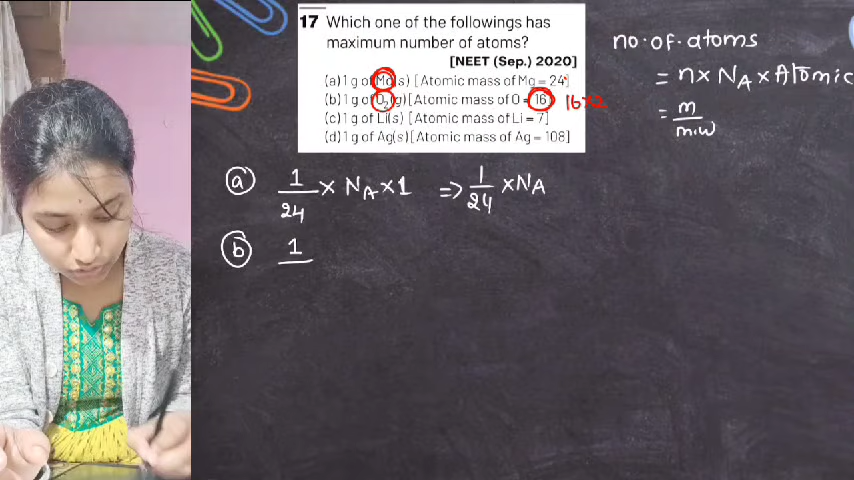 17 Which one of the followings has
maximum number of atoms?
[NEET (Sep.) 2020]
(a) 1 g of Mg(s) [Atomic mass of Mg = 24]
(b) 1 g of O₂(g) [Atomic mass of O = 16] 16×2
(c) 1 g of Li(s) [Atomic mass of Li = 7]
(d) 1 g of Ag(s) [Atomic mass of Ag = 108]
no. of. atoms
= n × NA × Atomic
= m
m.w
(a) 1/24 × NA × 1 => 1/24 × NA
(b) 1